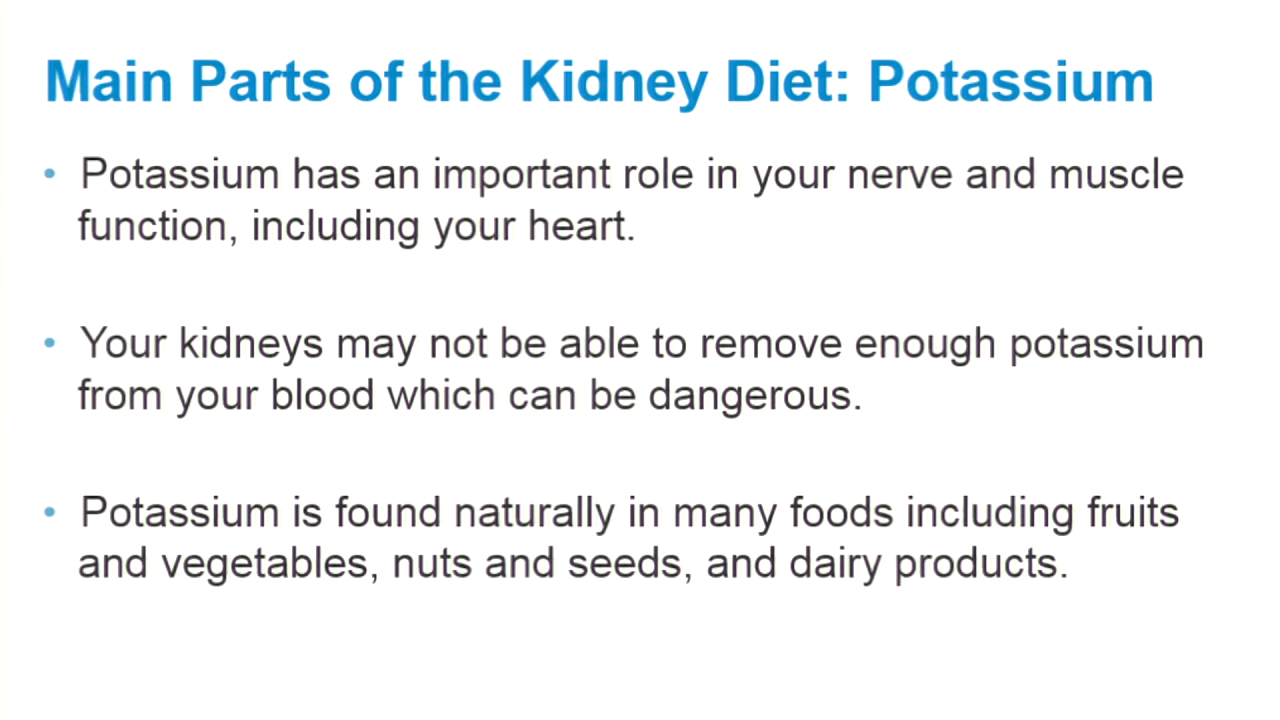 Main Parts of the Kidney Diet: Potassium
• Potassium has an important role in your nerve and muscle
function, including your heart.
• Your kidneys may not be able to remove enough potassium
from your blood which can be dangerous.
• Potassium is found naturally in many foods including fruits
and vegetables, nuts and seeds, and dairy products.